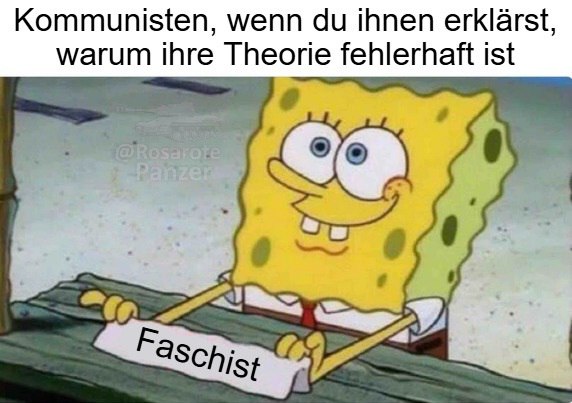 Kommunisten, wenn du ihnen erklärst,
warum ihre Theorie fehlerhaft ist
@Rosarote
Panzer
Faschist